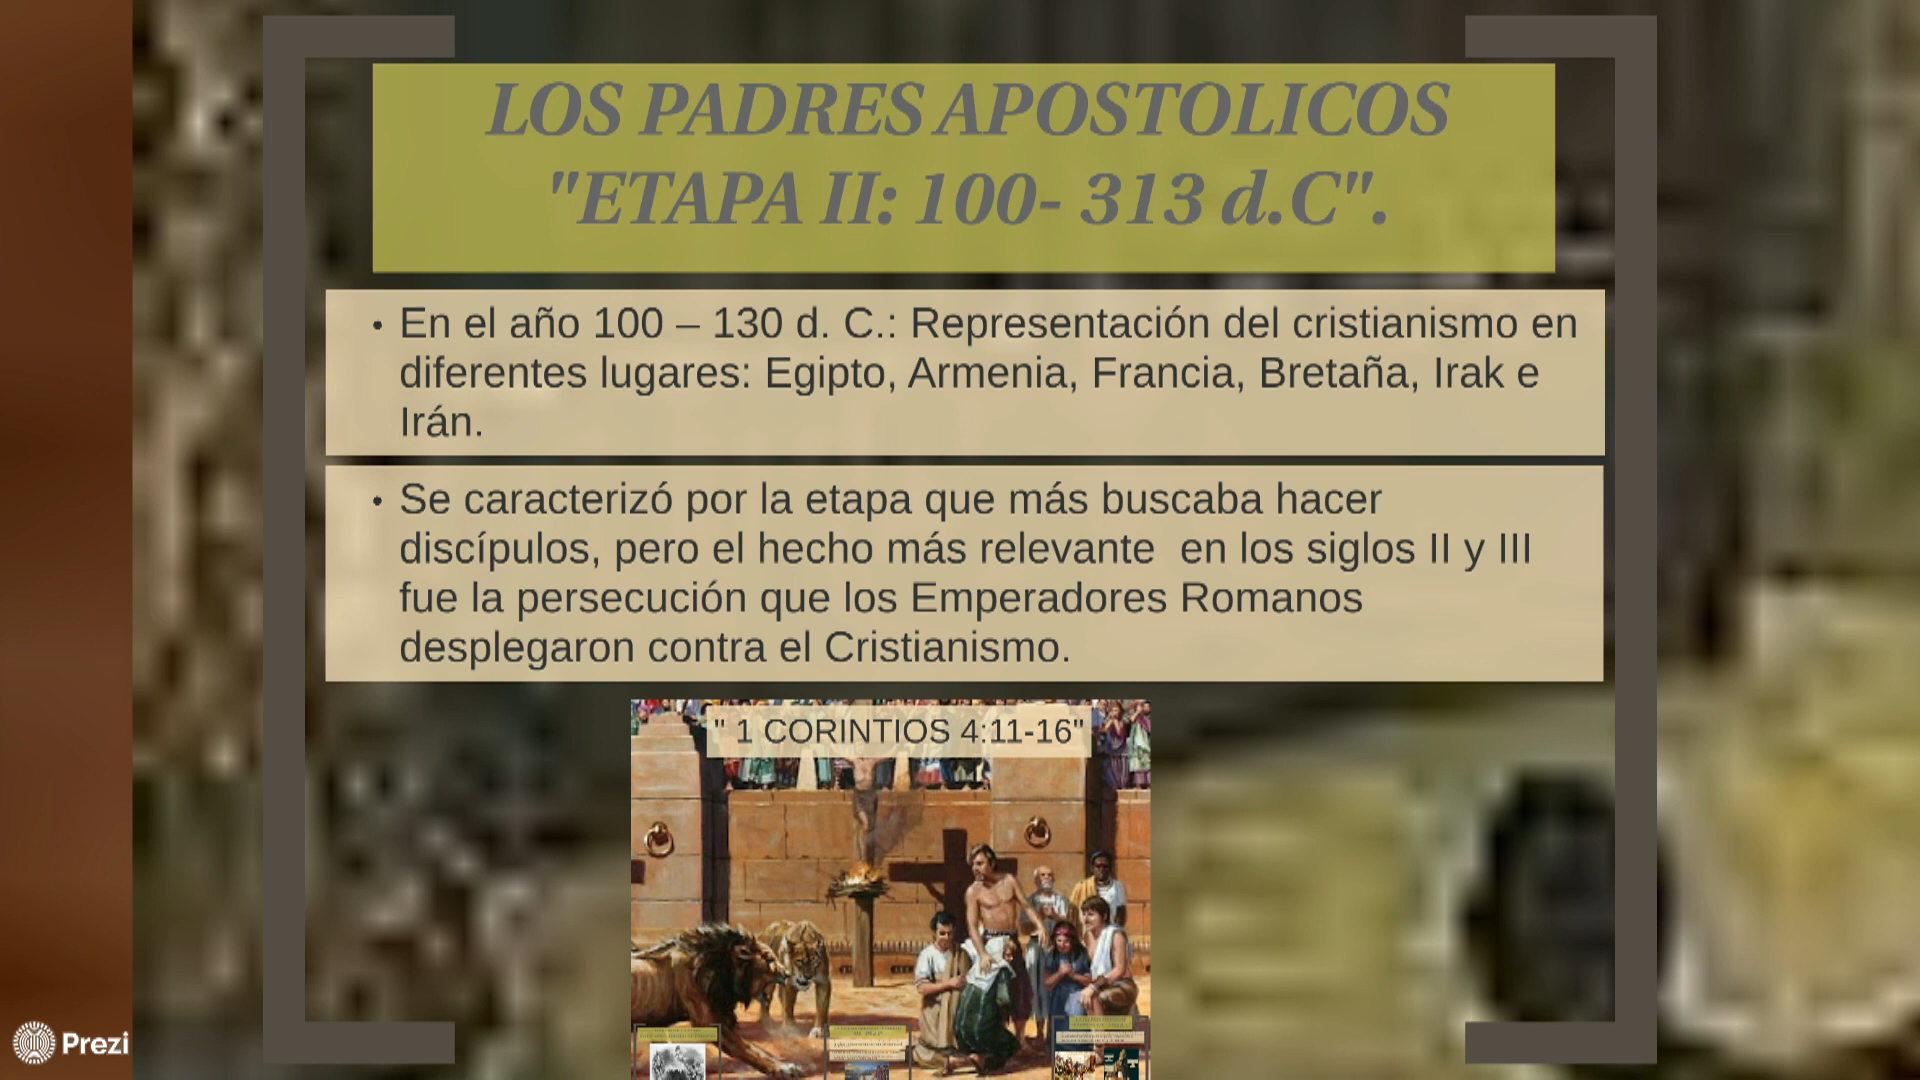 LOS PADRES APOSTOLICOS
"ETAPA II: 100- 313 d.C".
• En el año 100 – 130 d. C.: Representación del cristianismo en
diferentes lugares: Egipto, Armenia, Francia, Bretaña, Irak e
Irán.
• Se caracterizó por la etapa que más buscaba hacer
discípulos, pero el hecho más relevante  en los siglos II y III
fue la persecución que los Emperadores Romanos
desplegaron contra el Cristianismo.
" 1 CORINTIOS 4:11-16"
Prezi